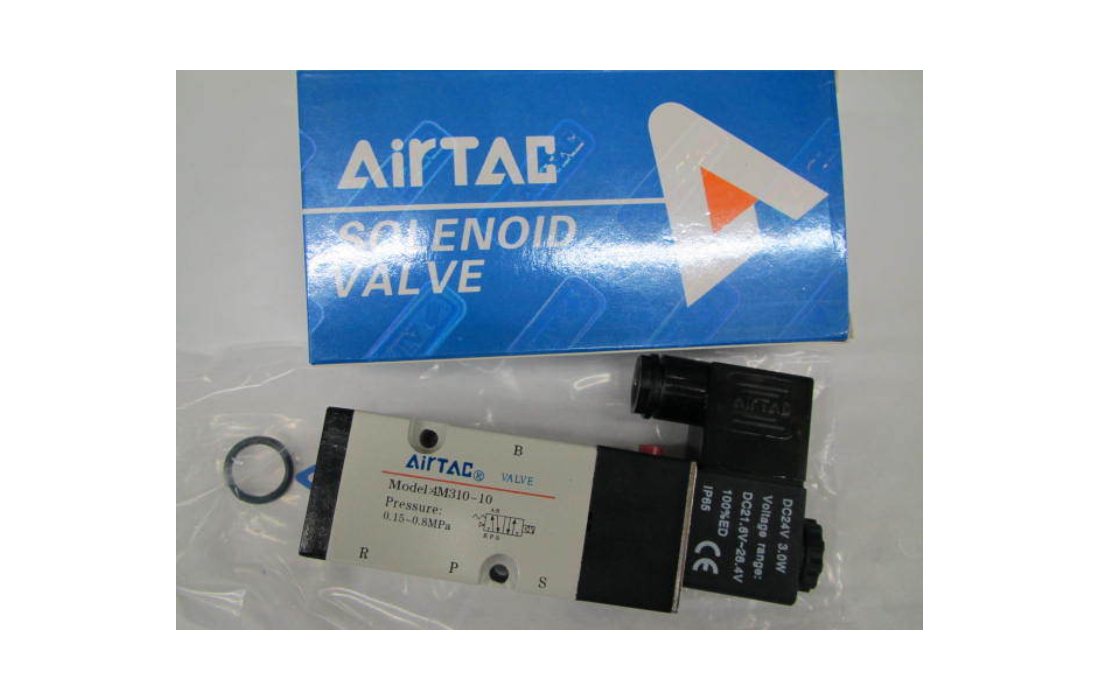 AirTAC
SOLENOID
VALVE
AirTAC
B
AirTAC® VALVE
Model:4M310-10
Pressure:
0.15~0.8MPa
R
P
S
DC24V 3.0W
Voltage range:
DC21.6V~26.4V
100%ED
IP65
CE